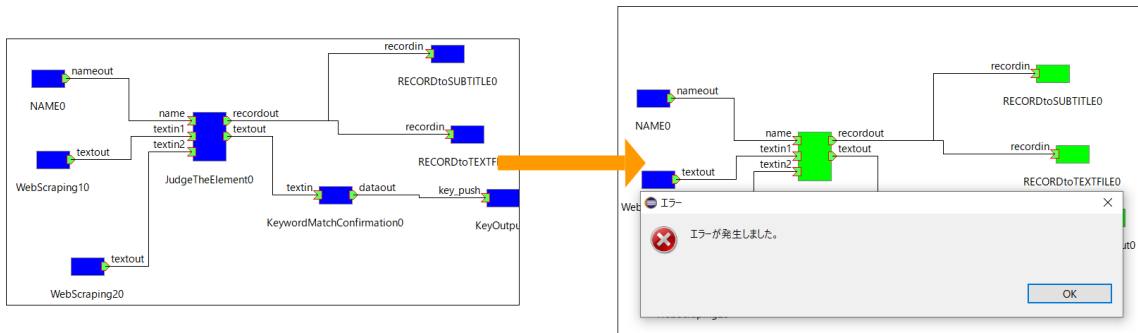 recordin
nameout
RECORDtoSUBTITLE0
NAME0
name
recordout
textin1
textout
textin2
recordin
textout
RECORDtoTEXTFI
WebScraping10
JudgeTheElement0
textin
dataout
key_push
KeywordMatchConfirmation0
KeyOutpu
textout
WebScraping20
recordin
nameout
RECORDtoSUBTITLE0
NAME0
name
recordout
textin1
textout
textin2
recordin
textout
RECORDtoTEXTFILE0
エラー
エラーが発生しました。
OK
ut0